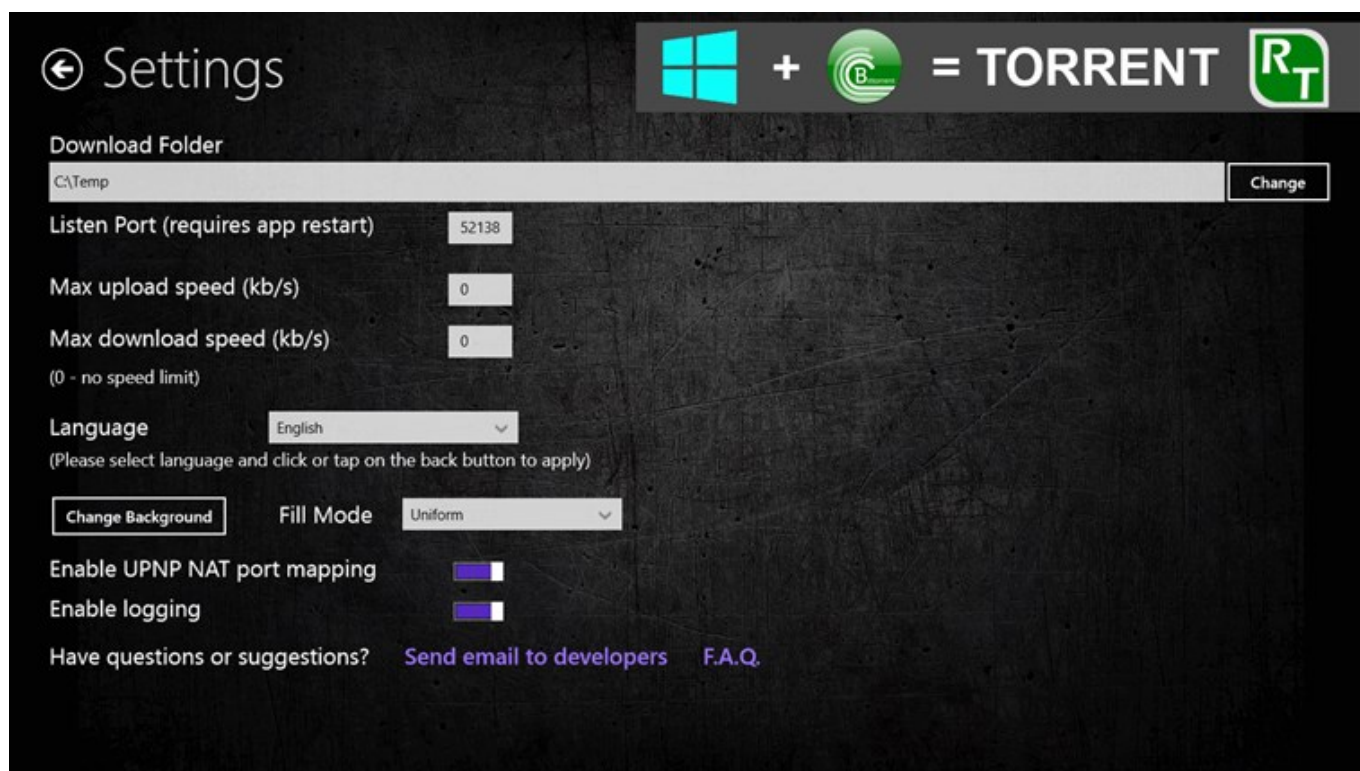 Settings
+ = TORRENT
B
RT
Download Folder
C:\Temp
Change
Listen Port (requires app restart)
52138
Max upload speed (kb/s)
0
Max download speed (kb/s)
0
(0 - no speed limit)
Language
English
(Please select language and click or tap on the back button to apply)
Change Background
Fill Mode
Uniform
Enable UPNP NAT port mapping
Enable logging
Have questions or suggestions? Send email to developers F.A.Q.